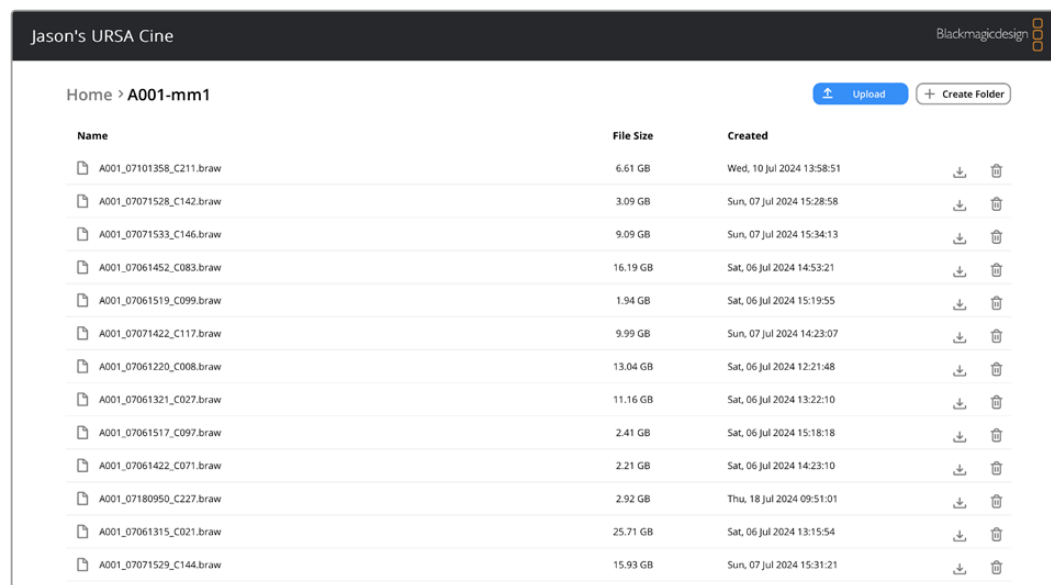 Jason's URSA Cine
Blackmagicdesign
Home > A001-mm1
Upload
+ Create Folder
Name File Size Created
A001_07101358_C211.braw 6.61 GB Wed, 10 Jul 2024 13:58:51
A001_07071528_C142.braw 3.09 GB Sun, 07 Jul 2024 15:28:58
A001_07071533_C146.braw 9.09 GB Sun, 07 Jul 2024 15:34:13
A001_07061452_C083.braw 16.19 GB Sat, 06 Jul 2024 14:53:21
A001_07061519_C099.braw 1.94 GB Sat, 06 Jul 2024 15:19:55
A001_07071422_C117.braw 9.99 GB Sun, 07 Jul 2024 14:23:07
A001_07061220_C008.braw 13.04 GB Sat, 06 Jul 2024 12:21:48
A001_07061321_C027.braw 11.16 GB Sat, 06 Jul 2024 13:22:10
A001_07061517_C097.braw 2.41 GB Sat, 06 Jul 2024 15:18:18
A001_07061422_C071.braw 2.21 GB Sat, 06 Jul 2024 14:23:10
A001_07180950_C227.braw 2.92 GB Thu, 18 Jul 2024 09:51:01
A001_07061315_C021.braw 25.71 GB Sat, 06 Jul 2024 13:15:54
A001_07071529_C144.braw 15.93 GB Sun, 07 Jul 2024 15:31:21